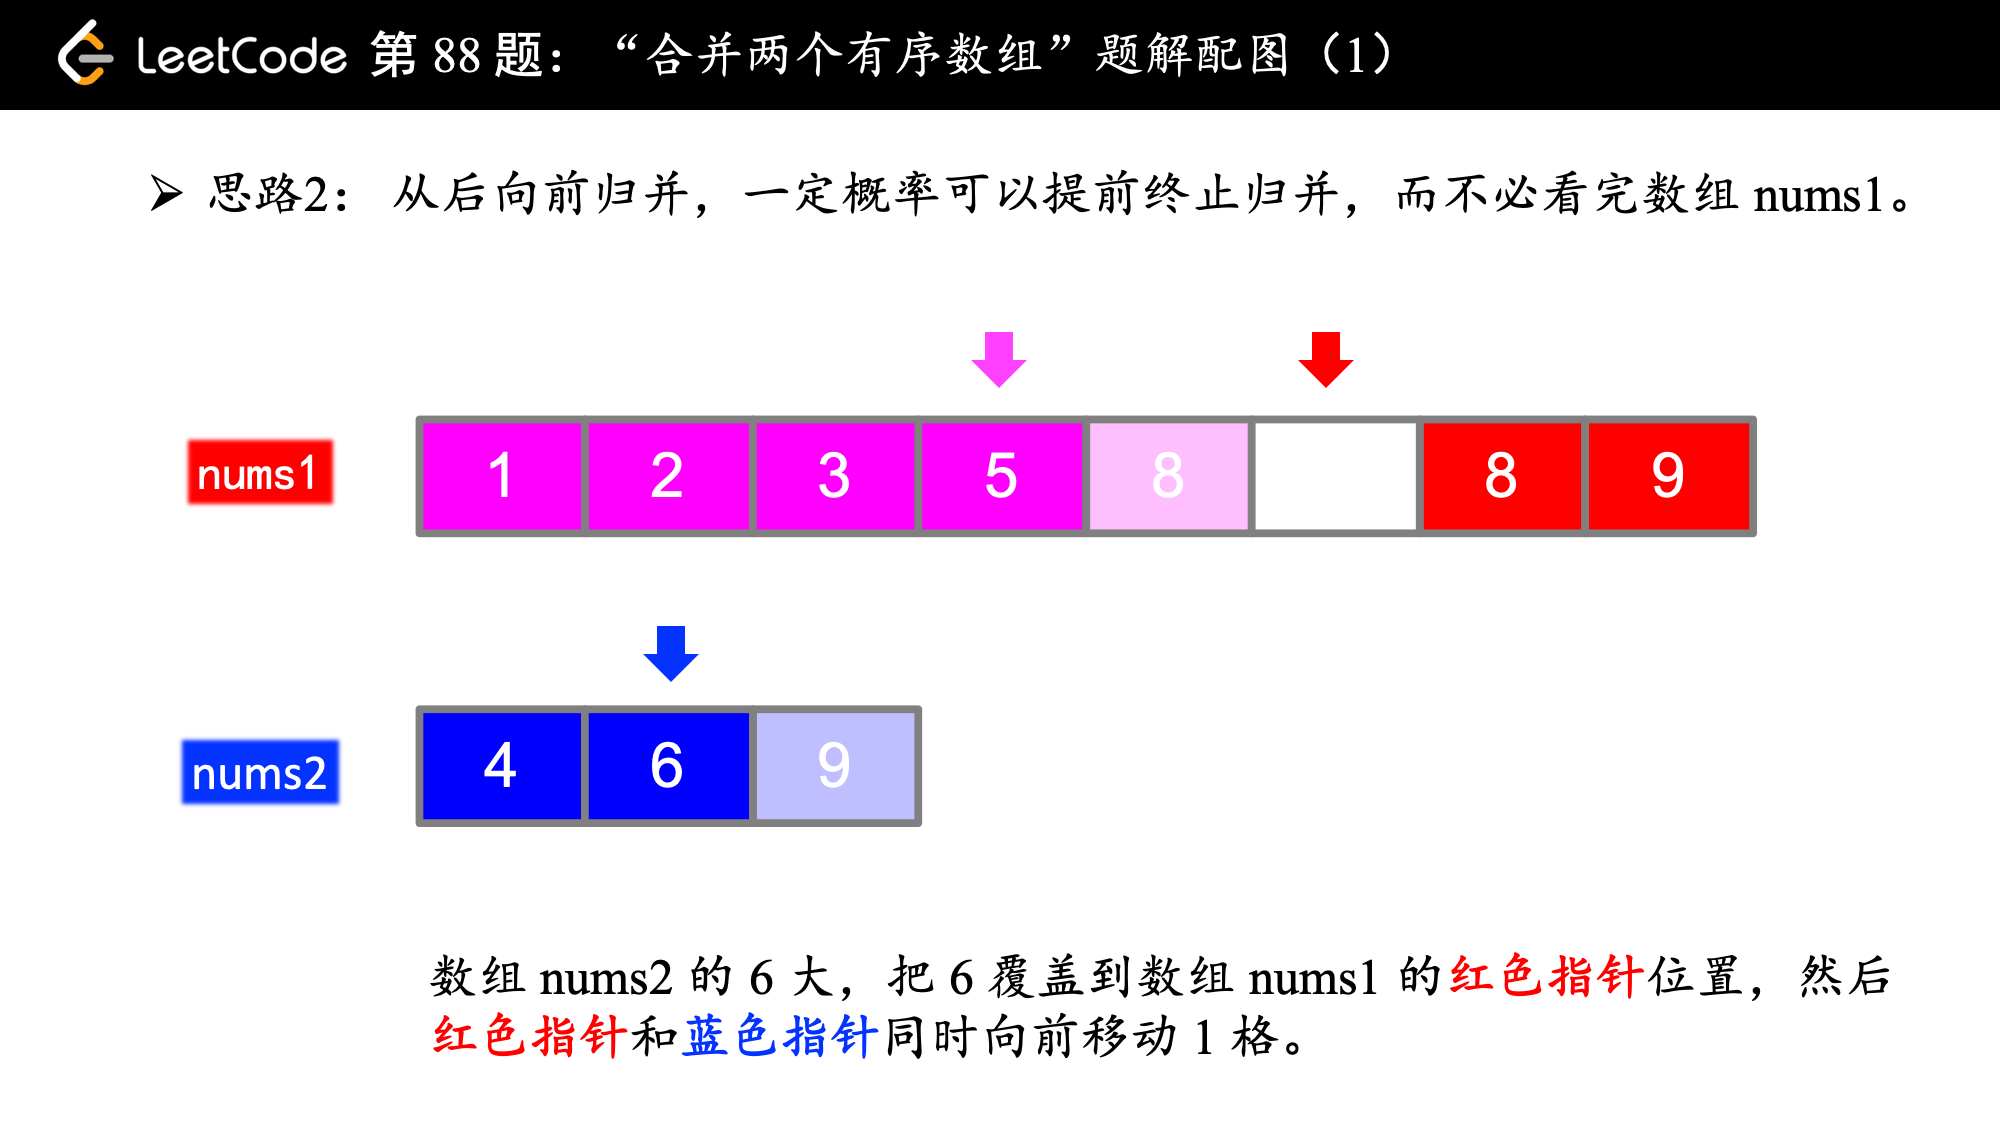 LeetCode 第 88 题：“合并两个有序数组”题解配图（1）
思路2： 从后向前归并，一定概率可以提前终止归并，而不必看完数组 nums1。
nums1 1 2 3 5 8 8 9
nums2 4 6 9
数组 nums2 的 6 大，把 6 覆盖到数组 nums1 的红色指针位置，然后
红色指针和蓝色指针同时向前移动 1 格。